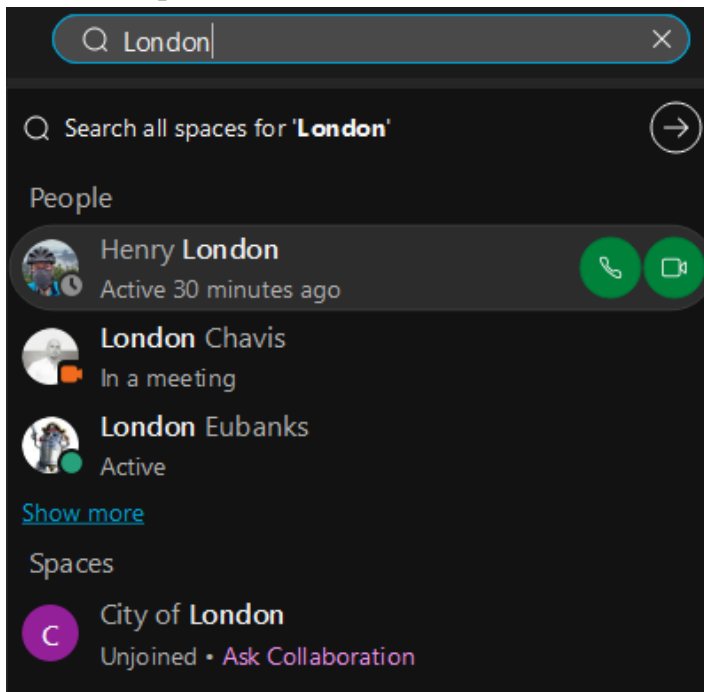 London
Search all spaces for 'London'
People
Henry London
Active 30 minutes ago
London Chavis
In a meeting
London Eubanks
Active
Show more
Spaces
C
City of London
Unjoined • Ask Collaboration